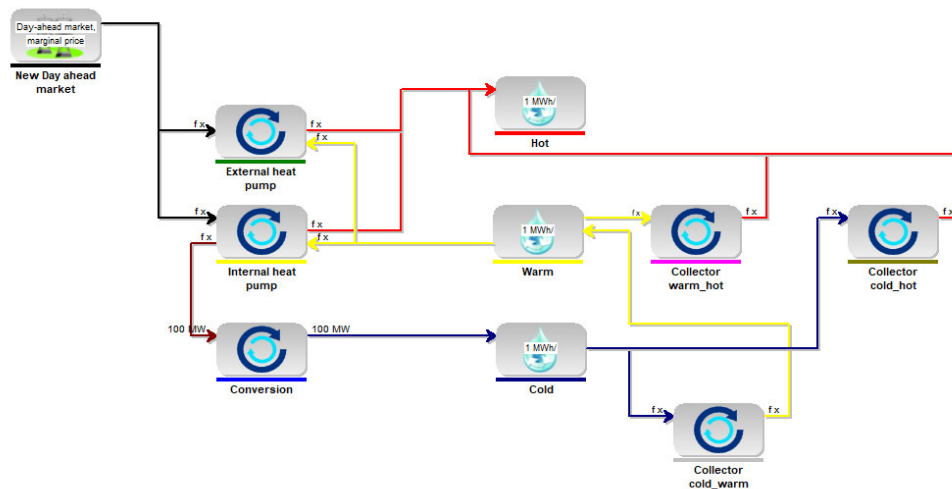 Day-ahead market,
marginal price
New Day ahead
market
f x
f x
f x
External heat
pump
1 MWh/
Hot
f x
f x
f x
f x
Internal heat
pump
1 MWh/
Warm
f x
f x
Collector
warm_hot
f x
f x
Collector
cold_hot
100 MW
100 MW
Conversion
1 MWh/
Cold
f x
f x
Collector
cold_warm